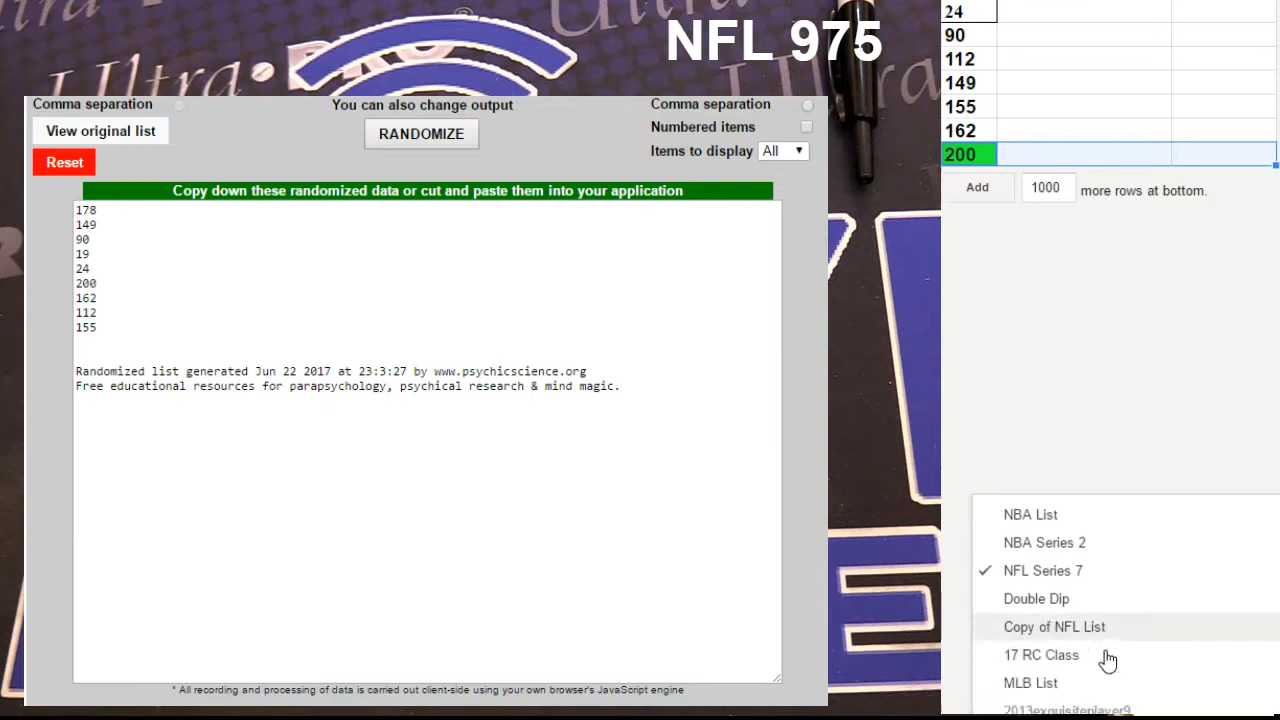 Ultra PRO
Ultra
NFL 975
Comma separation
View original list
Reset
You can also change output
RANDOMIZE
Comma separation
Numbered items
Items to display All
Copy down these randomized data or cut and paste them into your application
178
149
90
19
24
200
162
112
155
Randomized list generated Jun 22 2017 at 23:3:27 by www.psychicscience.org
Free educational resources for parapsychology, psychical research & mind magic.
* All recording and processing of data is carried out client-side using your own browser's JavaScript engine
24
90
112
149
155
162
200
Add 1000 more rows at bottom.
NBA List
NBA Series 2
NFL Series 7
Double Dip
Copy of NFL List
17 RC Class
MLB List
2013exquisiteplayer9